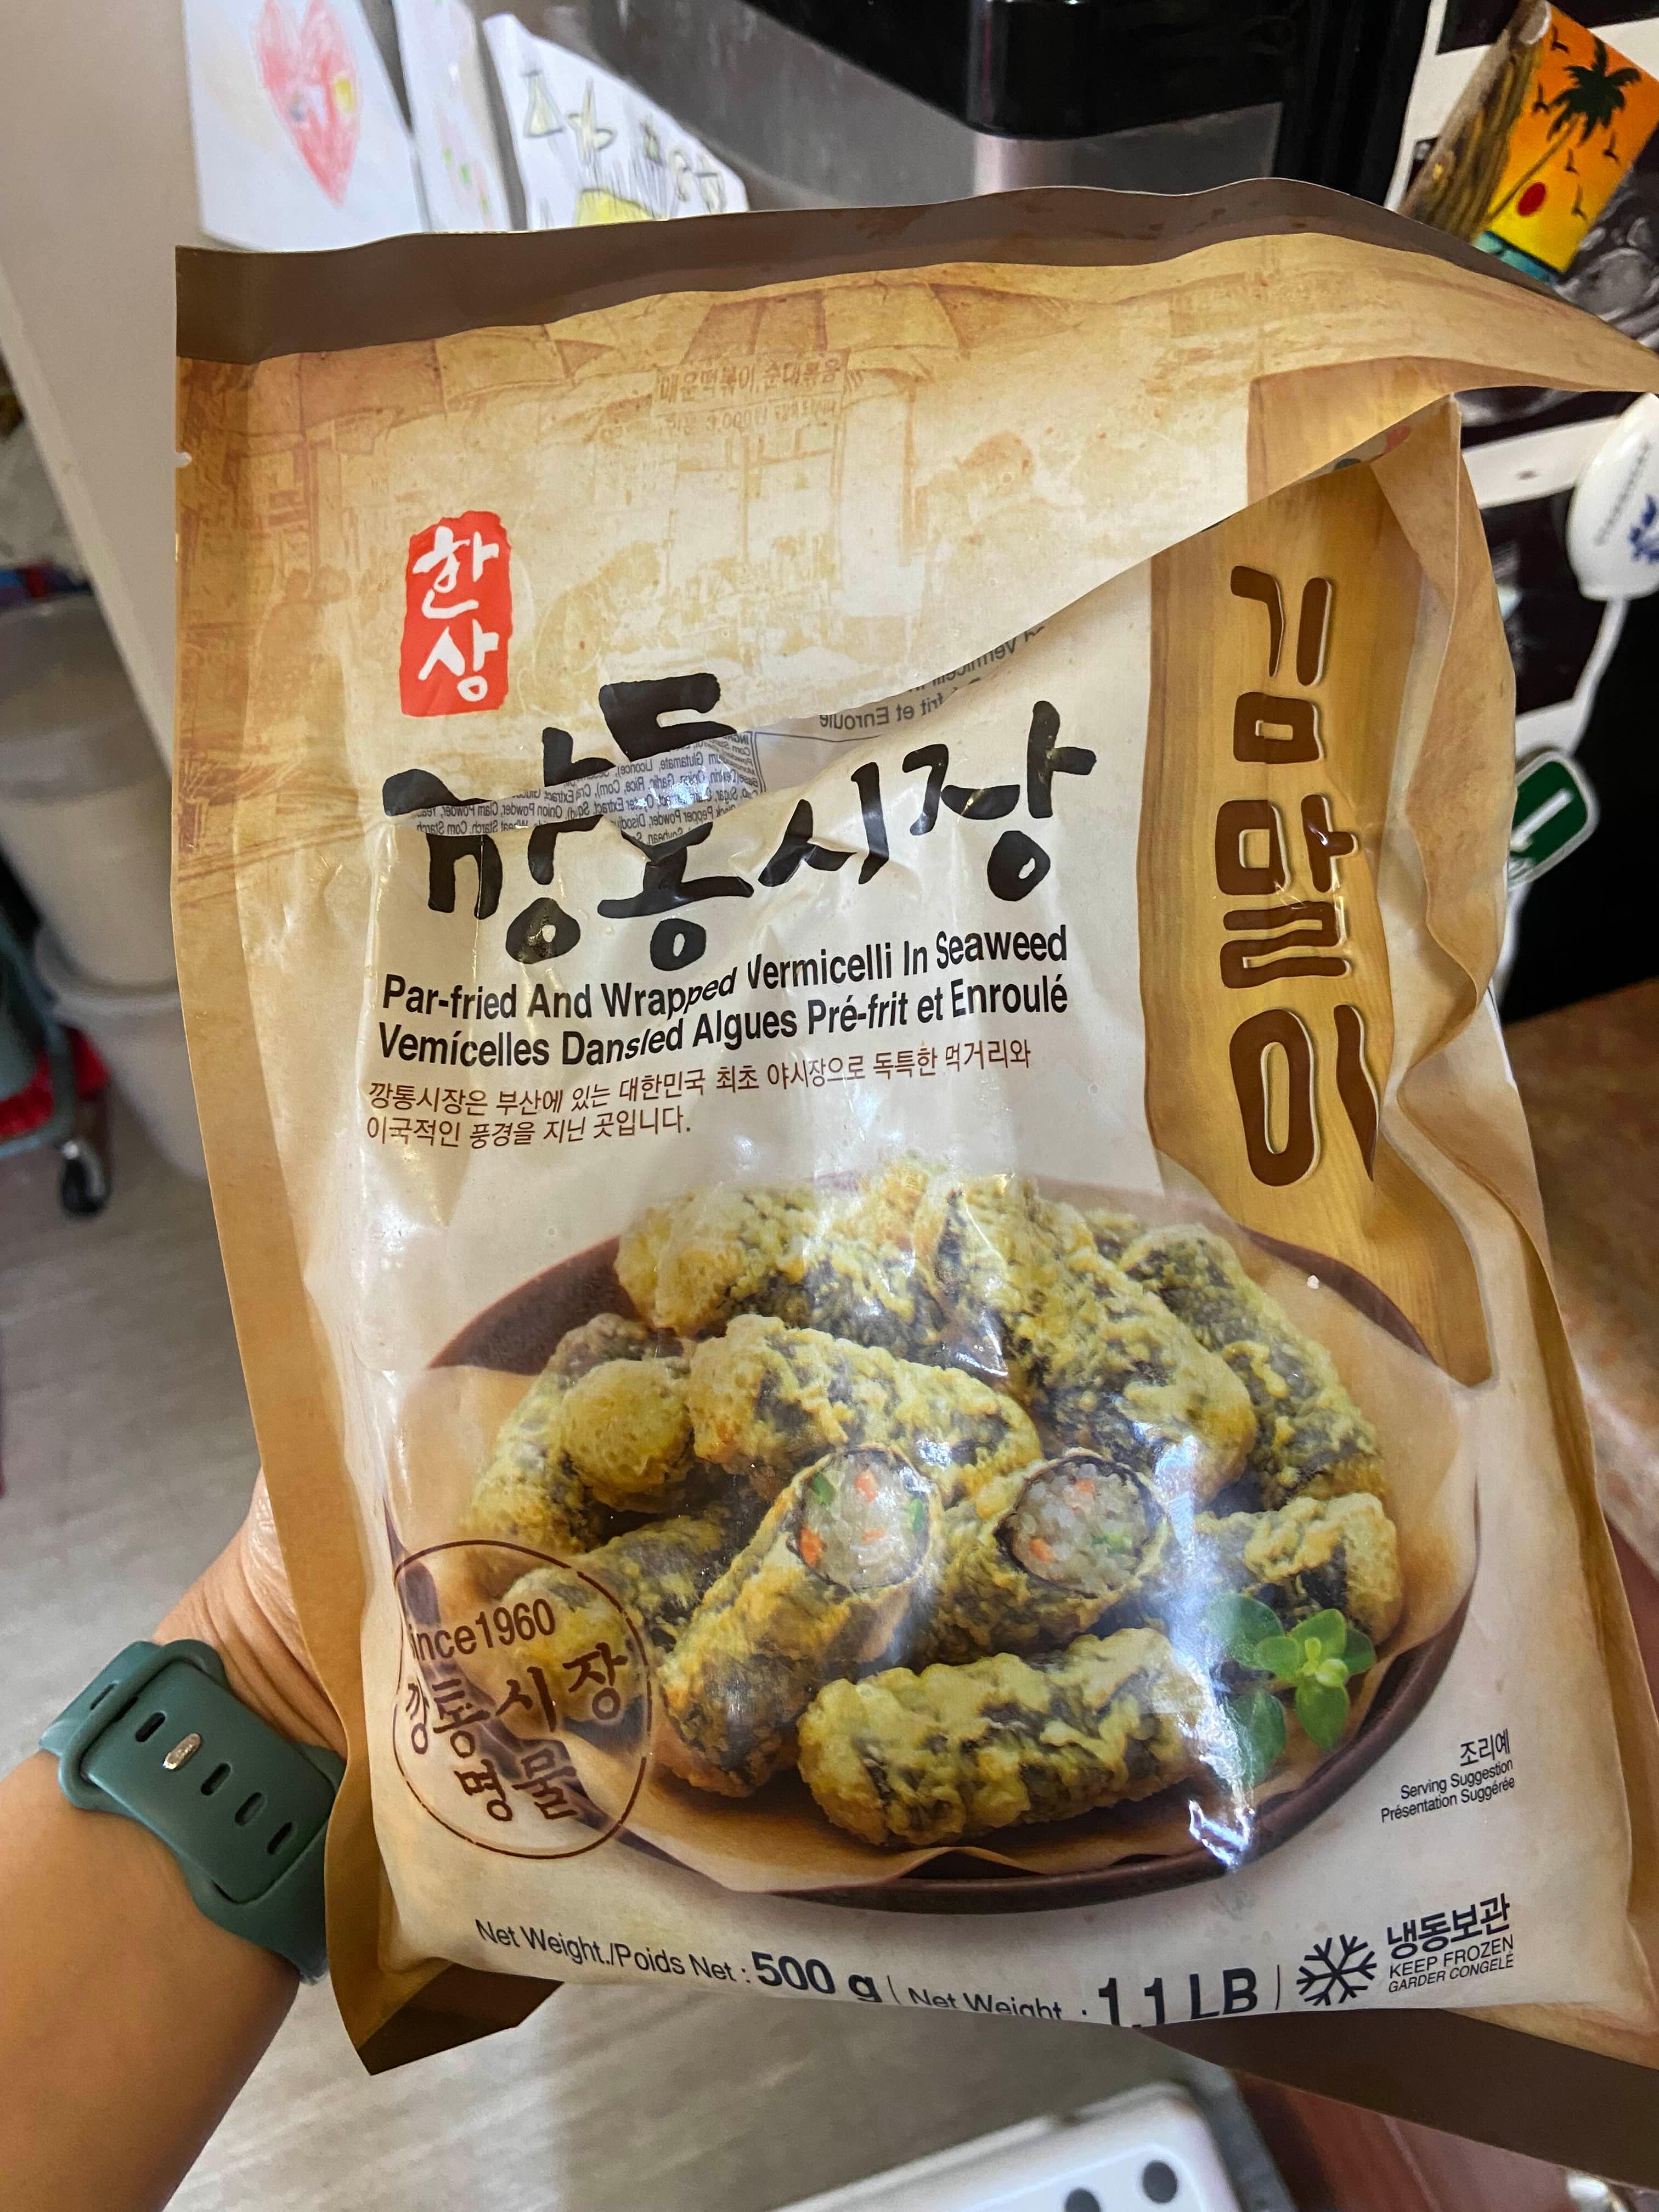 한상
깡통시장
김말이
Par-fried And Wrapped Vermicelli In Seaweed
Vemícelles Dansled Algues Pré-frit et Enroulé
깡통시장은 부산에 있는 대한민국 최초 야시장으로 독특한 먹거리와
이국적인 풍경을 지닌 곳입니다.
ince1960
깡통시장
명물
조리예
Serving Suggestion
Présentation Suggérée
Net Weight./Poids Net : 500 g | Net Weight. : 1.1 LB
냉동보관
KEEP FROZEN
GARDER CONGELÉ